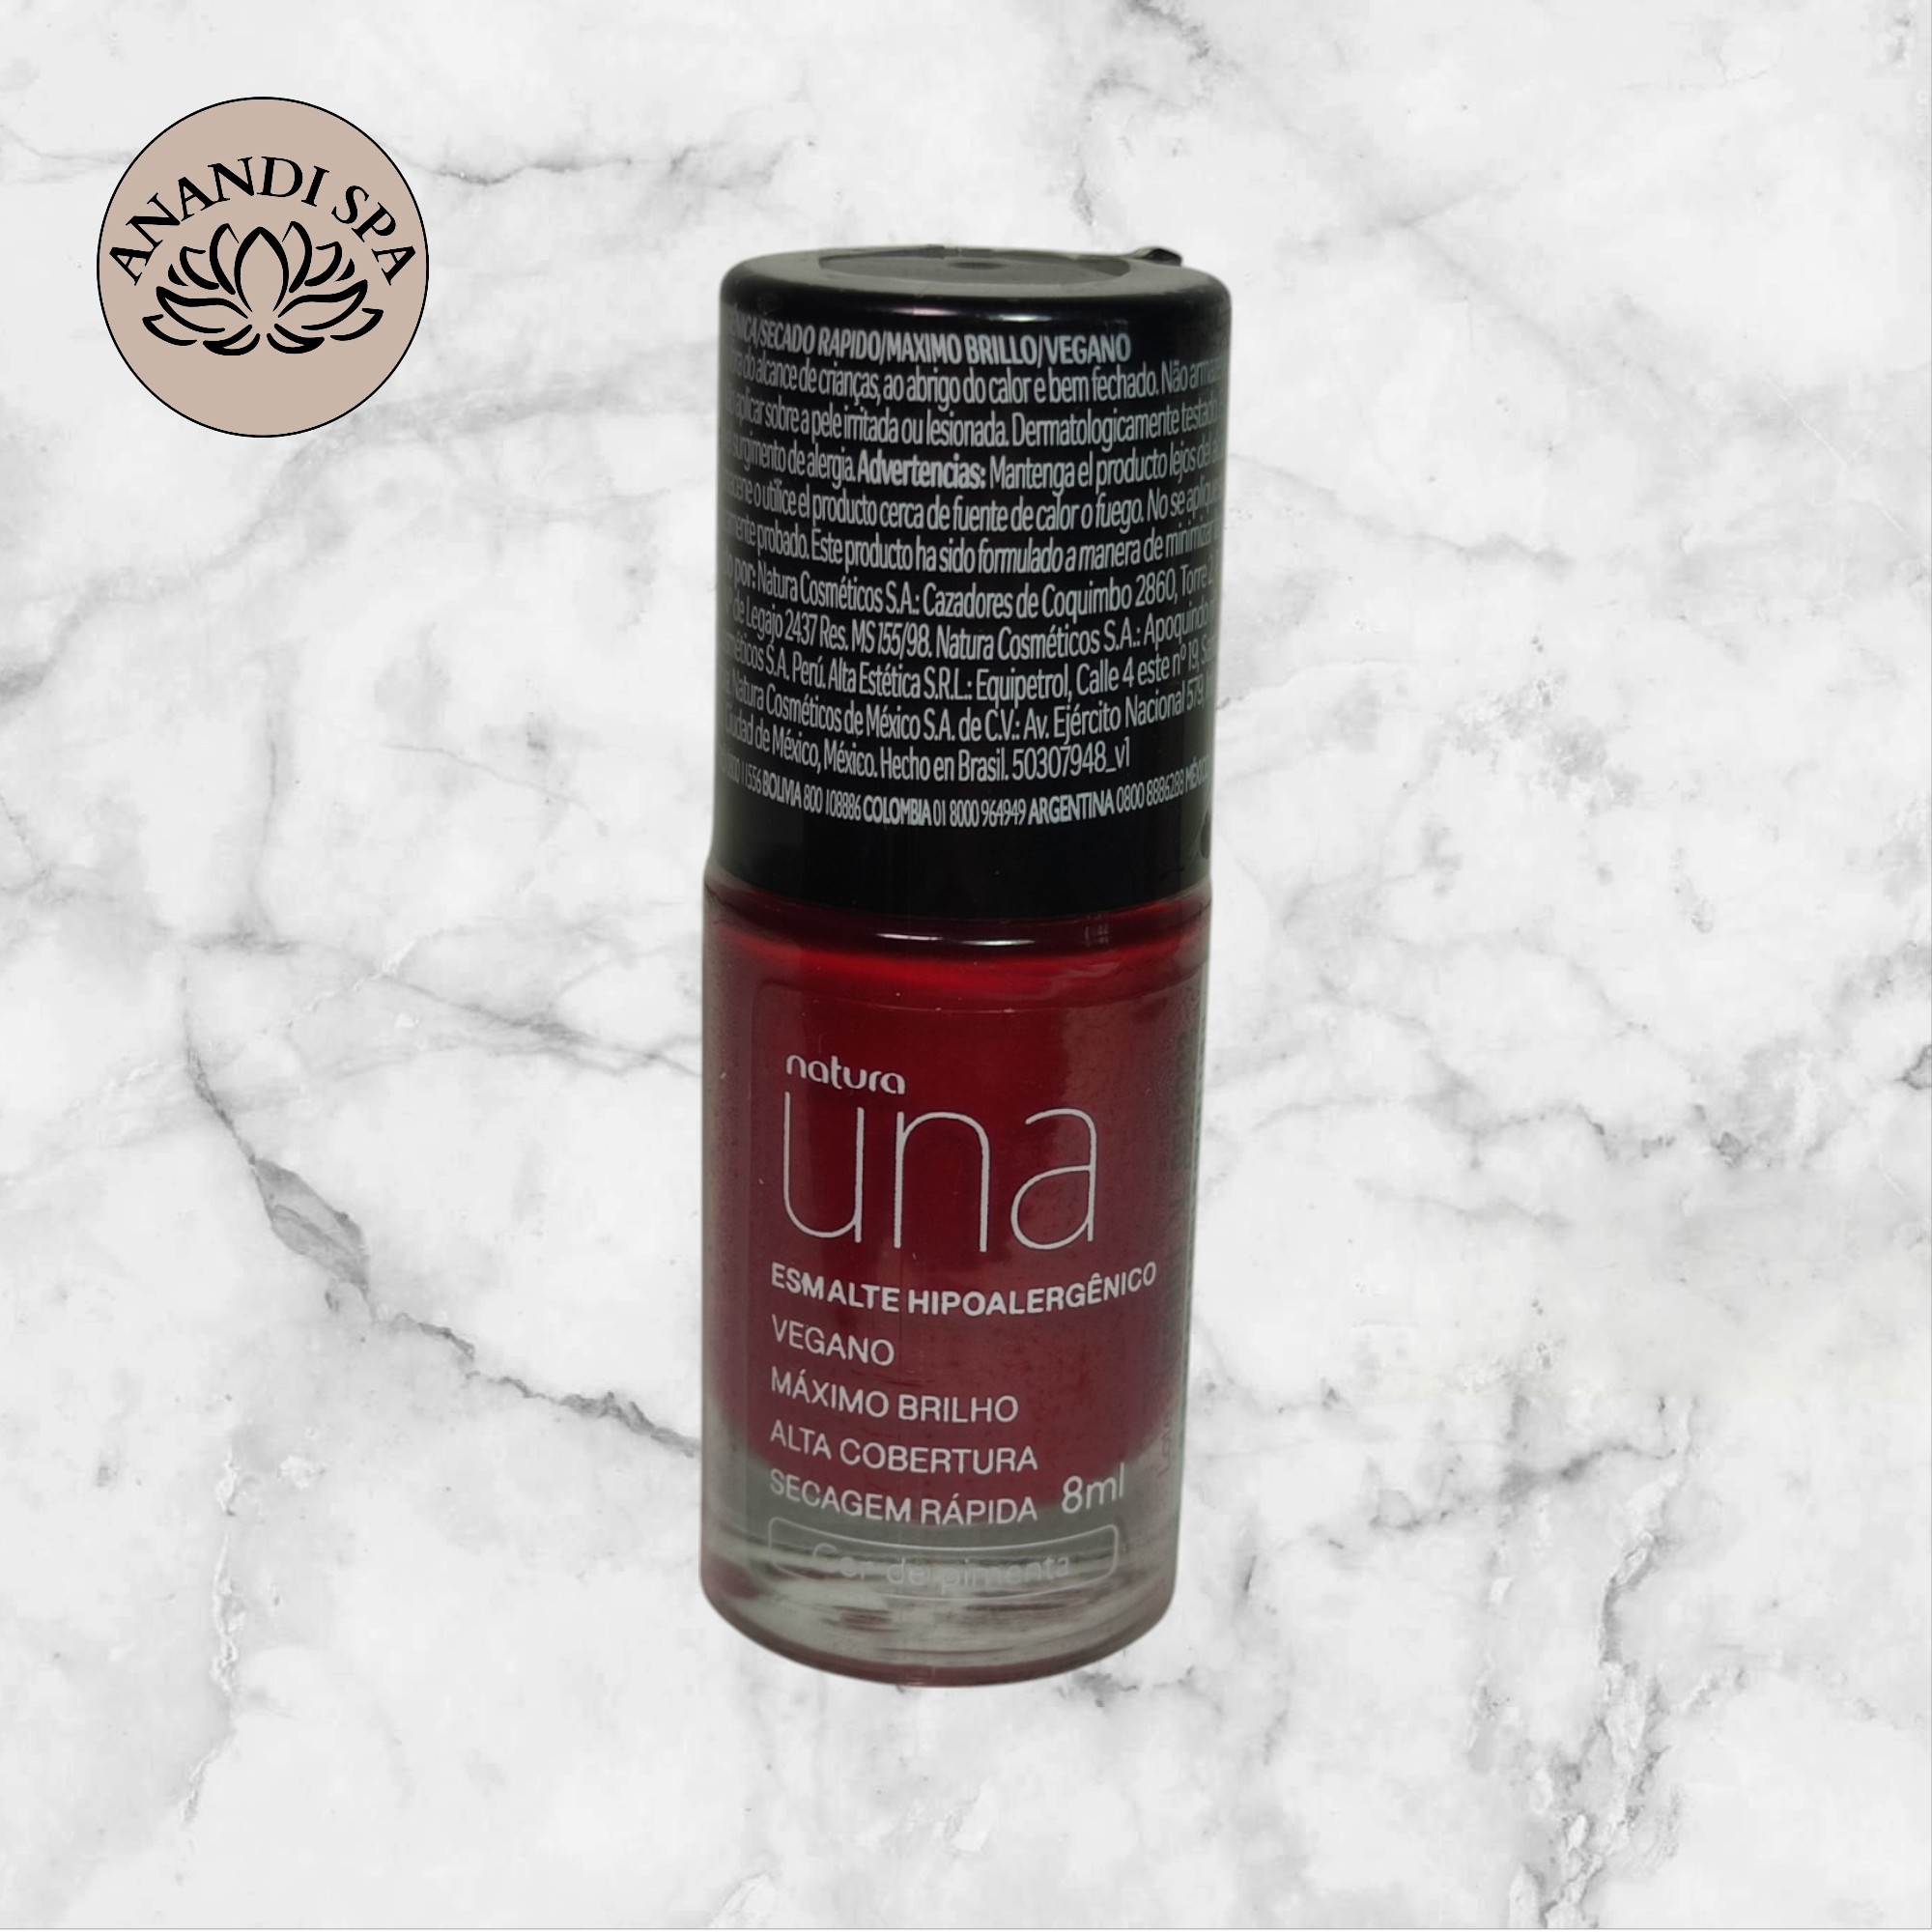 ANANDI SPA
/SECADO RAPIDO/MAXIMO BRILLO/VEGANO
do alcance de crianças, ao abrigo do calor e bem fechado. Não
aplicar sobre a pele irritada ou lesionada. Dermatologicamente
surgimento de alergia. Advertencias: Mantenga el producto lejos del
o utilice el producto cerca de fuente de calor o fuego. No se
probado. Este producto ha sido formulado a manera de
por: Natura Cosméticos S.A.: Cazadores de Coquimbo 2860, Torre
de Legajo 2437 Res. MS 155/98. Natura Cosméticos S.A.: Apoquindo
S.A. Perú. Alta Estética S.R.L.: Equipetrol, Calle 4 este nº 19,
Natura Cosméticos de México S.A. de C.V.: Av. Ejército Nacional 579,
Ciudad de México, México. Hecho en Brasil. 50307948_v1
BOLIVIA 800 108886 COLOMBIA 01 8000 964949 ARGENTINA 0800 8886288
natura
una
ESMALTE HIPOALERGÊNICO
VEGANO
MÁXIMO BRILHO
ALTA COBERTURA
SECAGEM RÁPIDA 8ml
Cor de pimenta